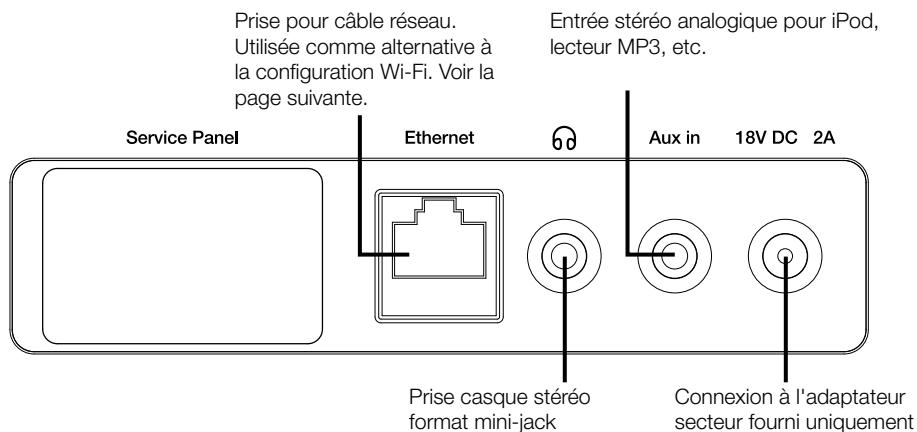 Prise pour câble réseau.
Utilisée comme alternative à
la configuration Wi-Fi. Voir la
page suivante.
Entrée stéréo analogique pour iPod,
lecteur MP3, etc.
Service Panel
Ethernet
Aux in
18V DC 2A
Prise casque stéréo
format mini-jack
Connexion à l'adaptateur
secteur fourni uniquement